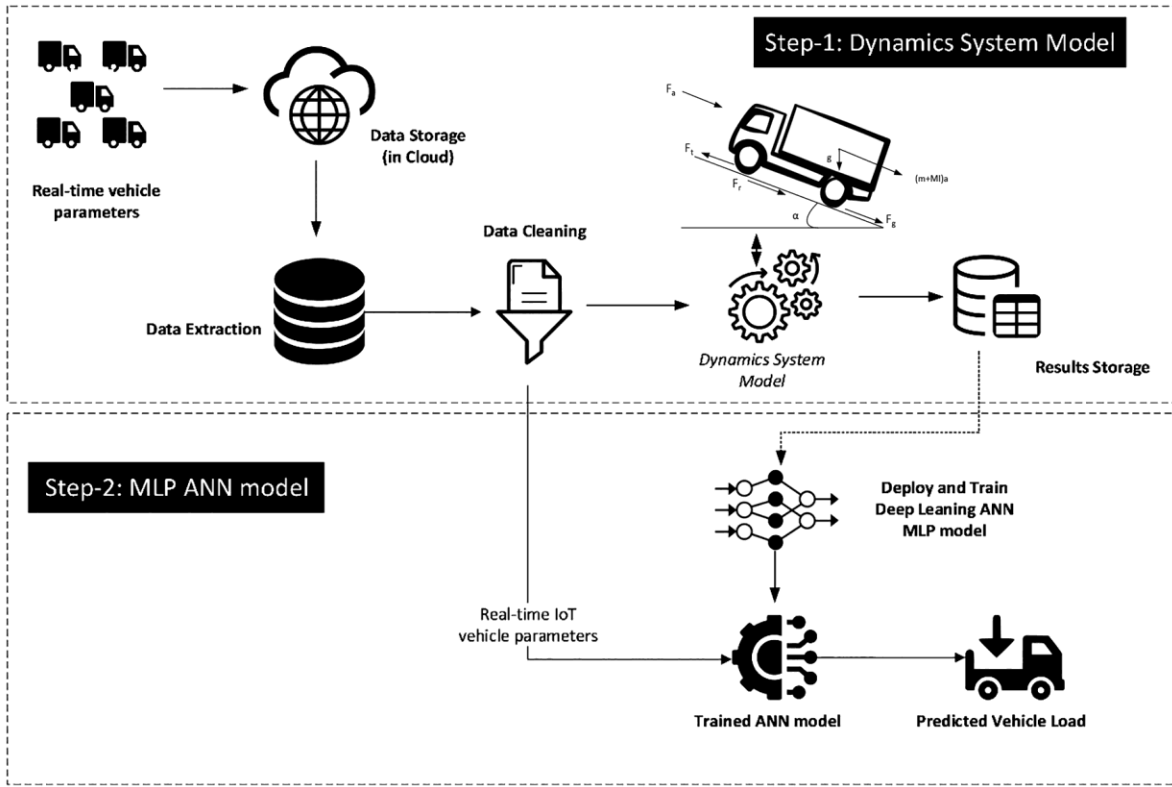 Step-1: Dynamics System Model
Real-time vehicle
parameters
Data Storage
(in Cloud)
Fa
Ft
Fr
g
(m+MI)a
α
Fg
Data Extraction
Data Cleaning
Dynamics System
Model
Results Storage
Step-2: MLP ANN model
Deploy and Train
Deep Leaning ANN
MLP model
Real-time IoT
vehicle parameters
Trained ANN model
Predicted Vehicle Load